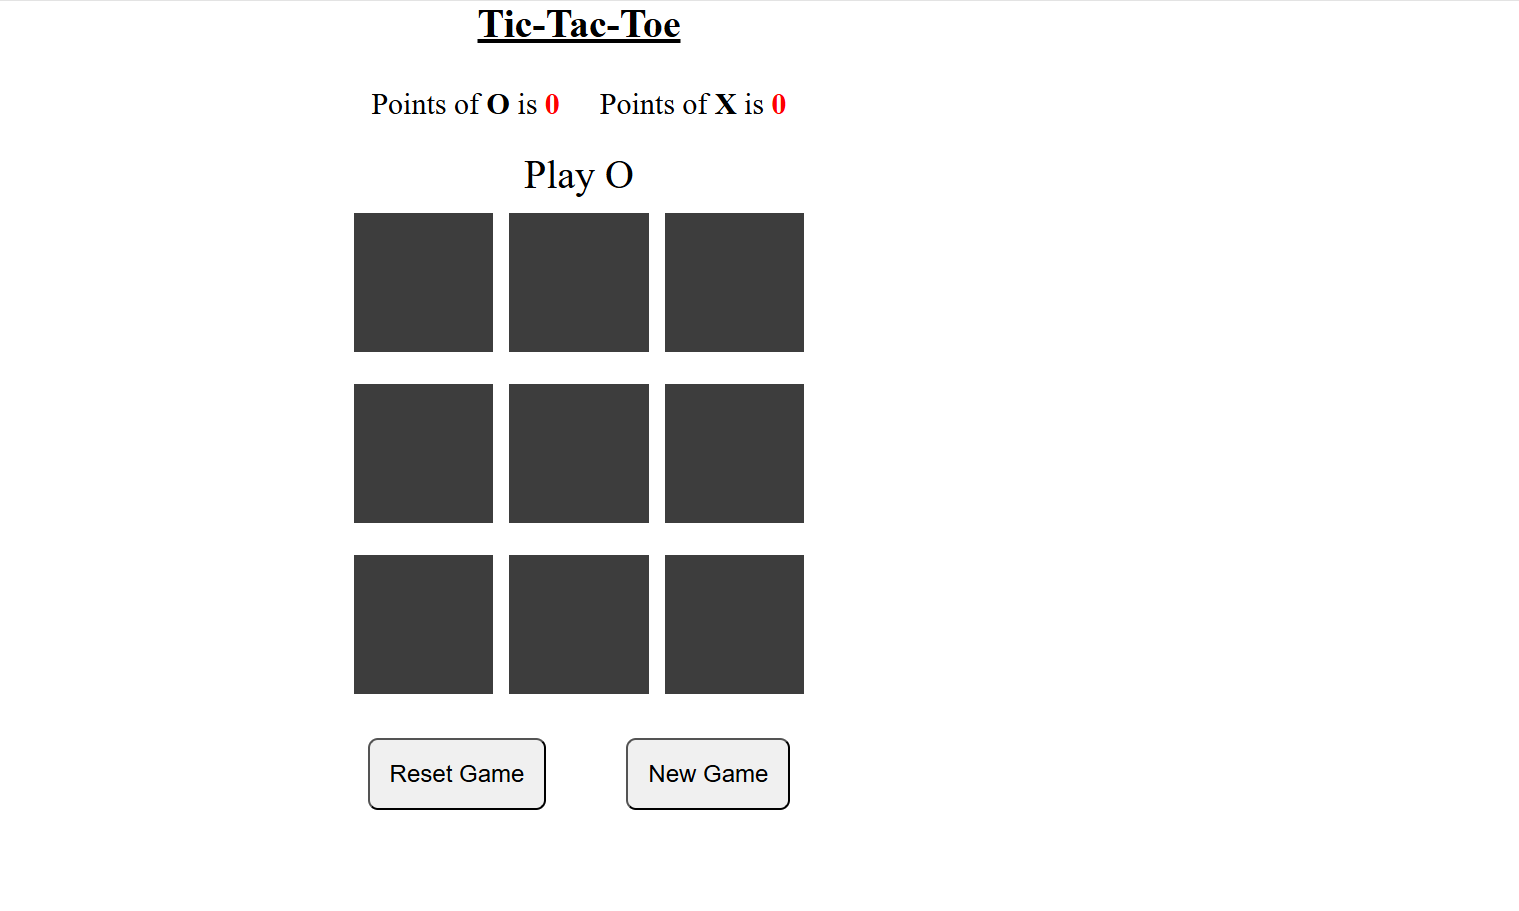 Tic-Tac-Toe
Points of O is 0 Points of X is 0
Play O
Reset Game New Game